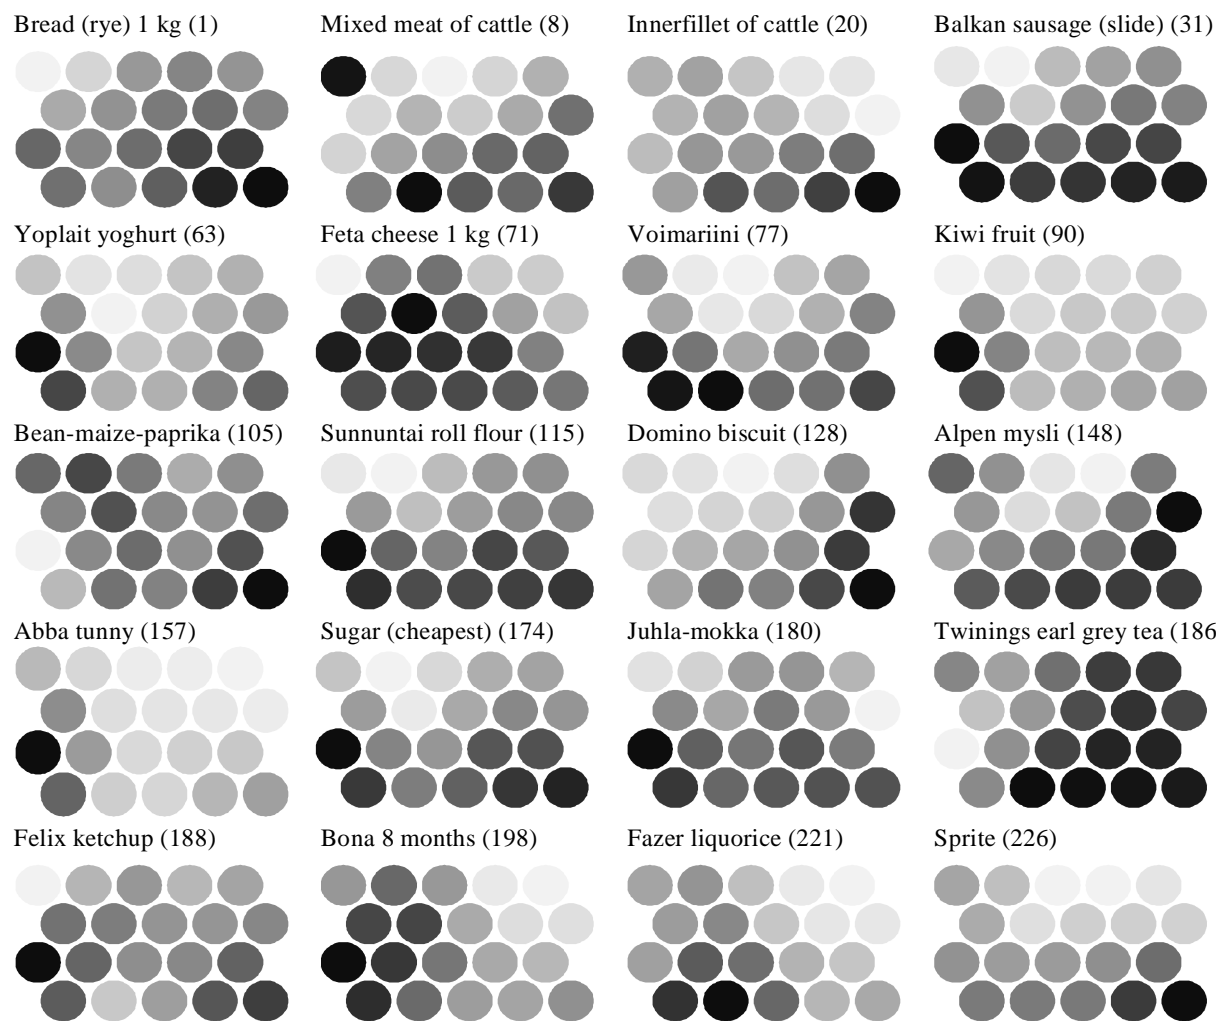 Bread (rye) 1 kg (1)
Mixed meat of cattle (8)
Innerfillet of cattle (20)
Balkan sausage (slide) (31)
Yoplait yoghurt (63)
Feta cheese 1 kg (71)
Voimariini (77)
Kiwi fruit (90)
Bean-maize-paprika (105)
Sunnuntai roll flour (115)
Domino biscuit (128)
Alpen mysli (148)
Abba tunny (157)
Sugar (cheapest) (174)
Juhla-mokka (180)
Twinings earl grey tea (186
Felix ketchup (188)
Bona 8 months (198)
Fazer liquorice (221)
Sprite (226)